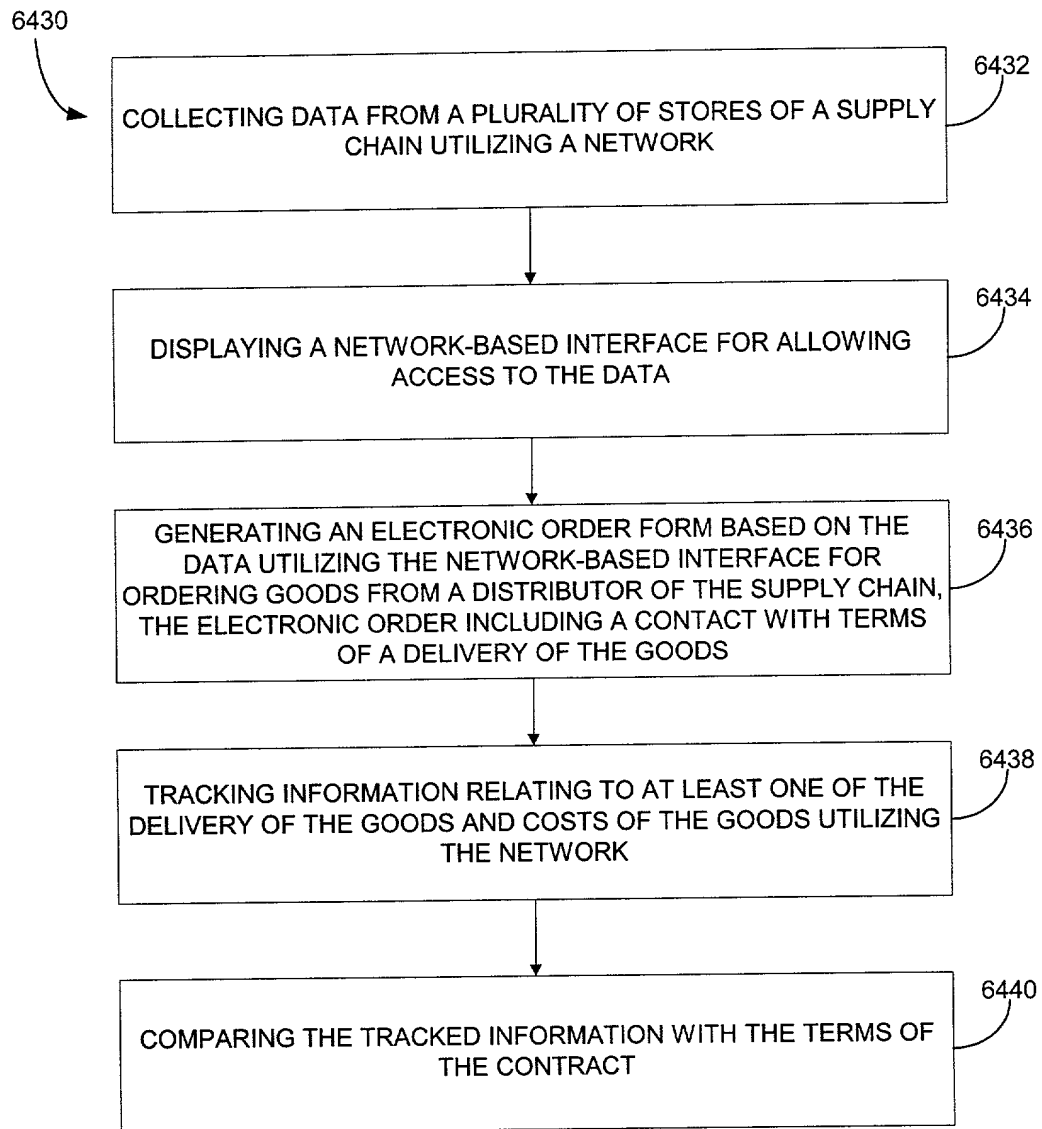 6430
6432
COLLECTING DATA FROM A PLURALITY OF STORES OF A SUPPLY
CHAIN UTILIZING A NETWORK
6434
DISPLAYING A NETWORK-BASED INTERFACE FOR ALLOWING
ACCESS TO THE DATA
6436
GENERATING AN ELECTRONIC ORDER FORM BASED ON THE
DATA UTILIZING THE NETWORK-BASED INTERFACE FOR
ORDERING GOODS FROM A DISTRIBUTOR OF THE SUPPLY CHAIN,
THE ELECTRONIC ORDER INCLUDING A CONTACT WITH TERMS
OF A DELIVERY OF THE GOODS
6438
TRACKING INFORMATION RELATING TO AT LEAST ONE OF THE
DELIVERY OF THE GOODS AND COSTS OF THE GOODS UTILIZING
THE NETWORK
6440
COMPARING THE TRACKED INFORMATION WITH THE TERMS OF
THE CONTRACT